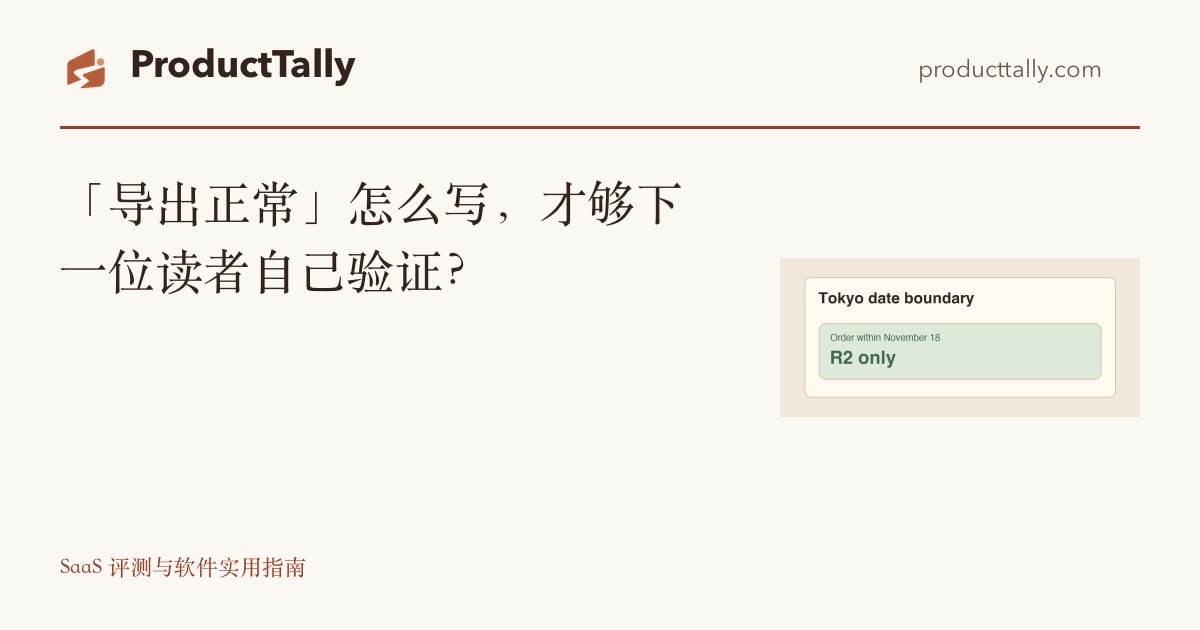 ProductTally
producttally.com
「导出正常」怎么写，才够下
一位读者自己验证？
Tokyo date boundary
Order within November 18
R2 only
SaaS 评测与软件实用指南